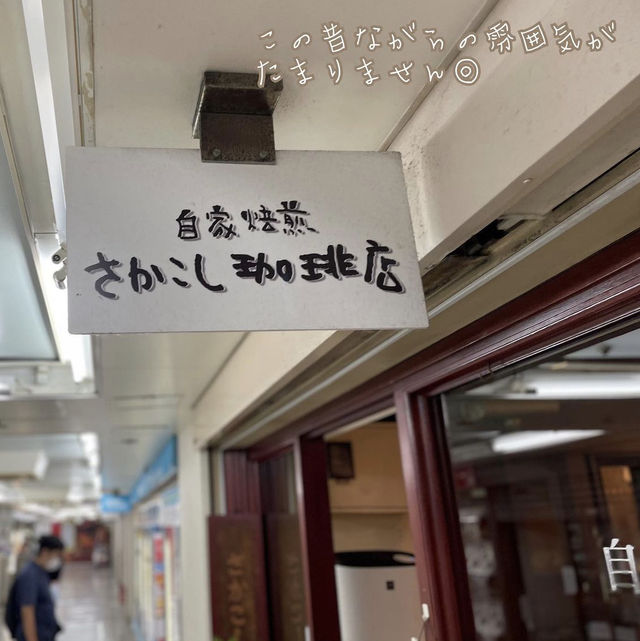 この昔ながらの雰囲気が
たまりません◎
自家焙煎
さかこし珈琲店
自